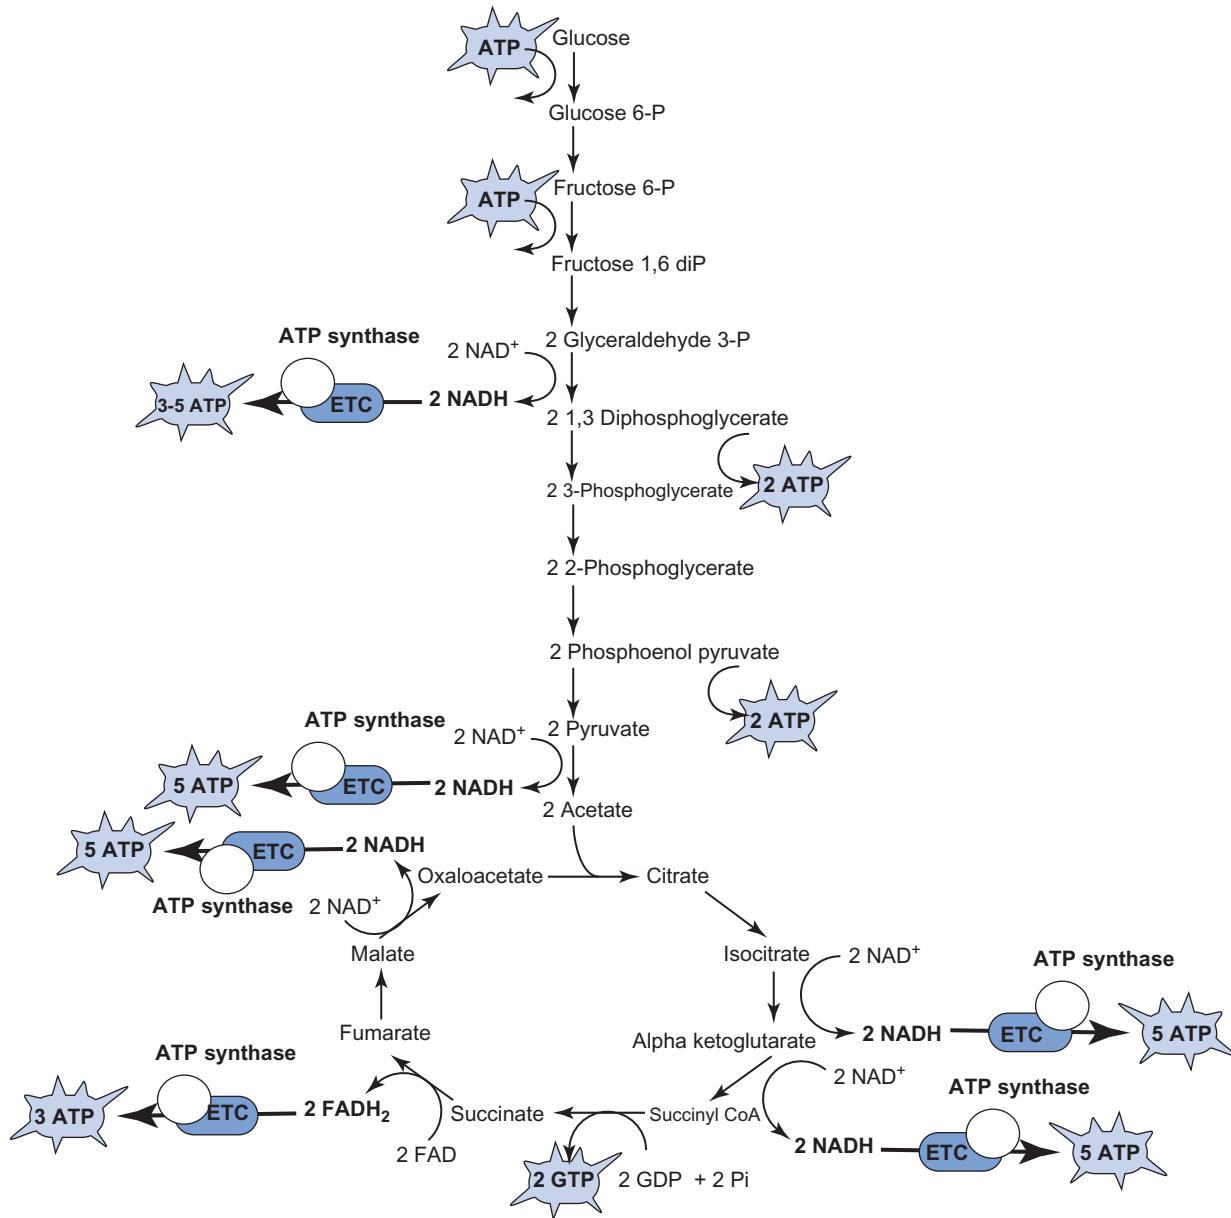 ATP
Glucose
Glucose 6-P
ATP
Fructose 6-P
Fructose 1,6 diP
ATP synthase
2 NAD⁺
2 Glyceraldehyde 3-P
3-5 ATP
ETC
2 NADH
2 1,3 Diphosphoglycerate
2 3-Phosphoglycerate
2 ATP
2 2-Phosphoglycerate
2 Phosphoenol pyruvate
2 ATP
ATP synthase
2 NAD⁺
2 Pyruvate
5 ATP
ETC
2 NADH
2 Acetate
5 ATP
ETC
2 NADH
ATP synthase
2 NAD⁺
Oxaloacetate
Citrate
Malate
Isocitrate
2 NAD⁺
ATP synthase
Fumarate
Alpha ketoglutarate
2 NADH
ETC
5 ATP
ATP synthase
2 NAD⁺
ATP synthase
3 ATP
ETC
2 FADH₂
Succinate
Succinyl CoA
2 NADH
ETC
5 ATP
2 FAD
2 GTP
2 GDP + 2 Pi